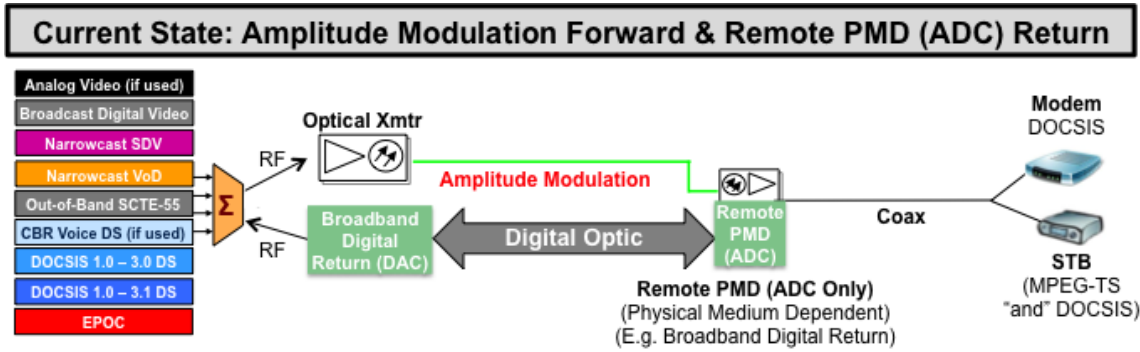 Current State: Amplitude Modulation Forward & Remote PMD (ADC) Return
Analog Video (if used)
Broadcast Digital Video
Narrowcast SDV
Narrowcast VoD
Out-of-Band SCTE-55
CBR Voice DS (if used)
DOCSIS 1.0 – 3.0 DS
DOCSIS 1.0 – 3.1 DS
EPOC
Σ
RF
RF
Optical Xmtr
Amplitude Modulation
Broadband
Digital
Return (DAC)
Digital Optic
Remote
PMD
(ADC)
Remote PMD (ADC Only)
(Physical Medium Dependent)
(E.g. Broadband Digital Return)
Coax
Modem
DOCSIS
STB
(MPEG-TS
“and” DOCSIS)